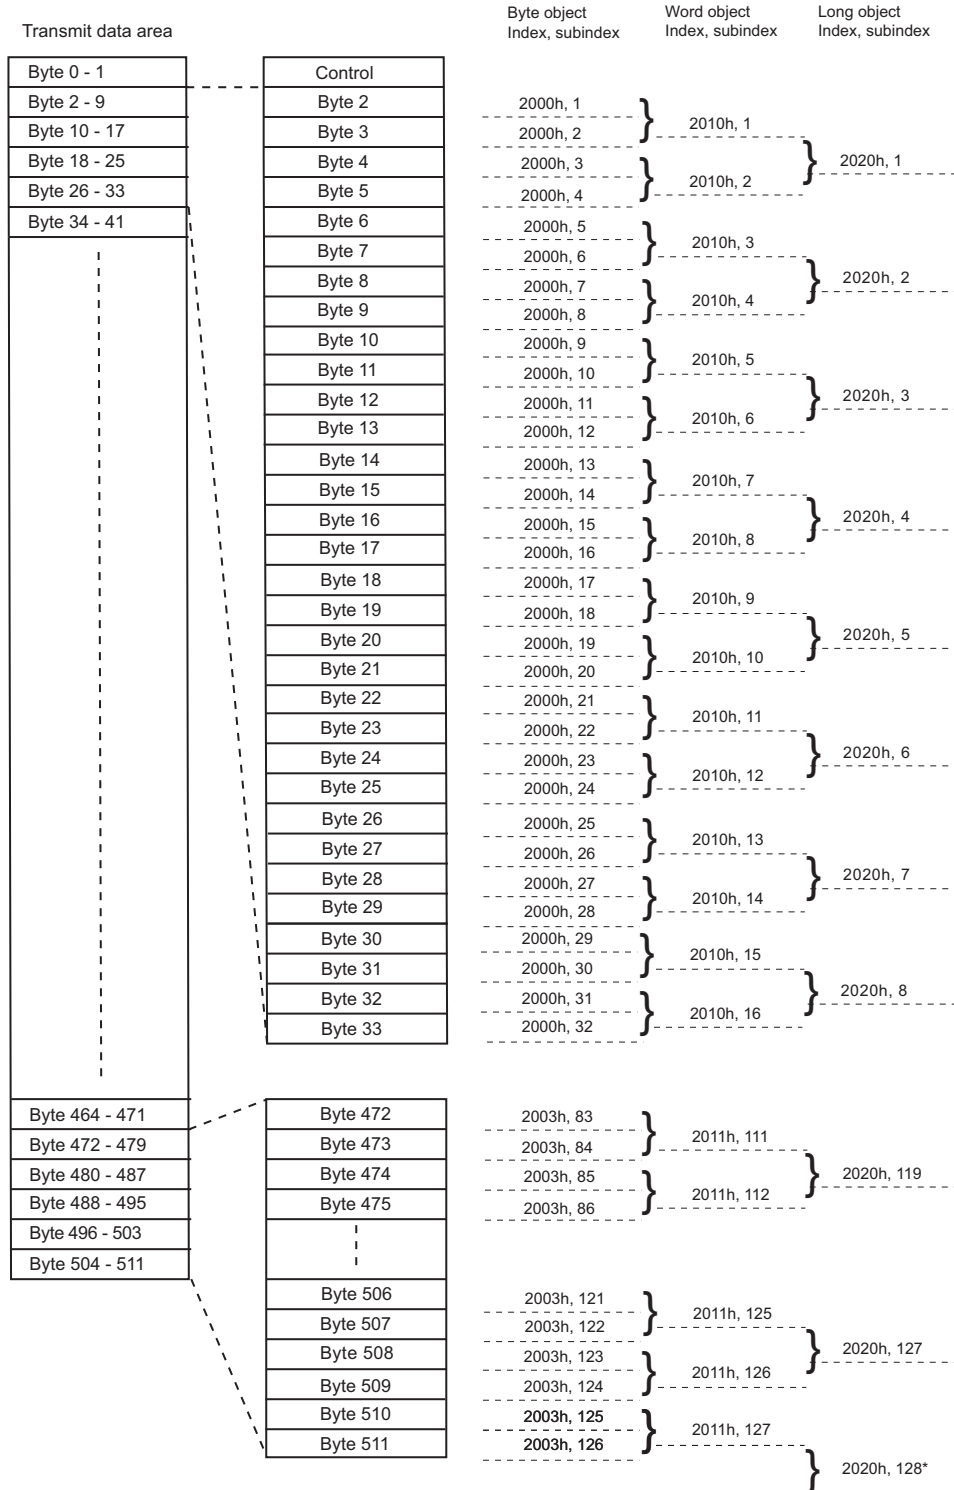 Transmit data area
Byte object
Index, subindex
Word object
Index, subindex
Long object
Index, subindex
Byte 0 - 1
Byte 2 - 9
Byte 10 - 17
Byte 18 - 25
Byte 26 - 33
Byte 34 - 41
Byte 464 - 471
Byte 472 - 479
Byte 480 - 487
Byte 488 - 495
Byte 496 - 503
Byte 504 - 511
Control
Byte 2
Byte 3
Byte 4
Byte 5
Byte 6
Byte 7
Byte 8
Byte 9
Byte 10
Byte 11
Byte 12
Byte 13
Byte 14
Byte 15
Byte 16
Byte 17
Byte 18
Byte 19
Byte 20
Byte 21
Byte 22
Byte 23
Byte 24
Byte 25
Byte 26
Byte 27
Byte 28
Byte 29
Byte 30
Byte 31
Byte 32
Byte 33
Byte 472
Byte 473
Byte 474
Byte 475
Byte 506
Byte 507
Byte 508
Byte 509
Byte 510
Byte 511
2000h, 1
2000h, 2
2000h, 3
2000h, 4
2000h, 5
2000h, 6
2000h, 7
2000h, 8
2000h, 9
2000h, 10
2000h, 11
2000h, 12
2000h, 13
2000h, 14
2000h, 15
2000h, 16
2000h, 17
2000h, 18
2000h, 19
2000h, 20
2000h, 21
2000h, 22
2000h, 23
2000h, 24
2000h, 25
2000h, 26
2000h, 27
2000h, 28
2000h, 29
2000h, 30
2000h, 31
2000h, 32
2003h, 83
2003h, 84
2003h, 85
2003h, 86
2003h, 121
2003h, 122
2003h, 123
2003h, 124
2003h, 125
2003h, 126
2010h, 1
2010h, 2
2010h, 3
2010h, 4
2010h, 5
2010h, 6
2010h, 7
2010h, 8
2010h, 9
2010h, 10
2010h, 11
2010h, 12
2010h, 13
2010h, 14
2010h, 15
2010h, 16
2011h, 111
2011h, 112
2011h, 125
2011h, 126
2011h, 127
2020h, 1
2020h, 2
2020h, 3
2020h, 4
2020h, 5
2020h, 6
2020h, 7
2020h, 8
2020h, 119
2020h, 127
2020h, 128*